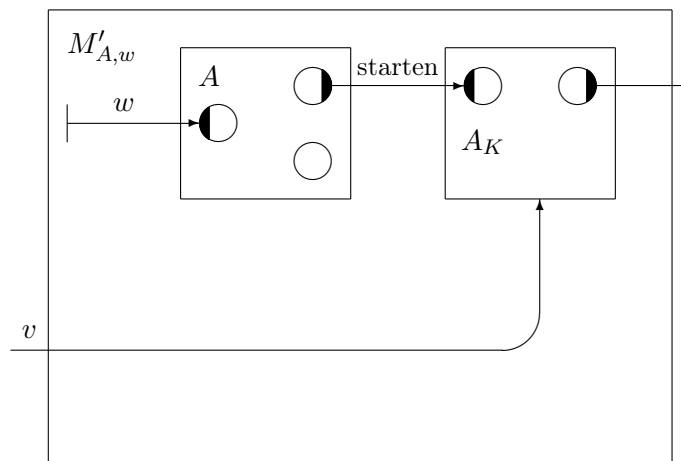 M′_{A,w}
A
starten
w
A_K
v